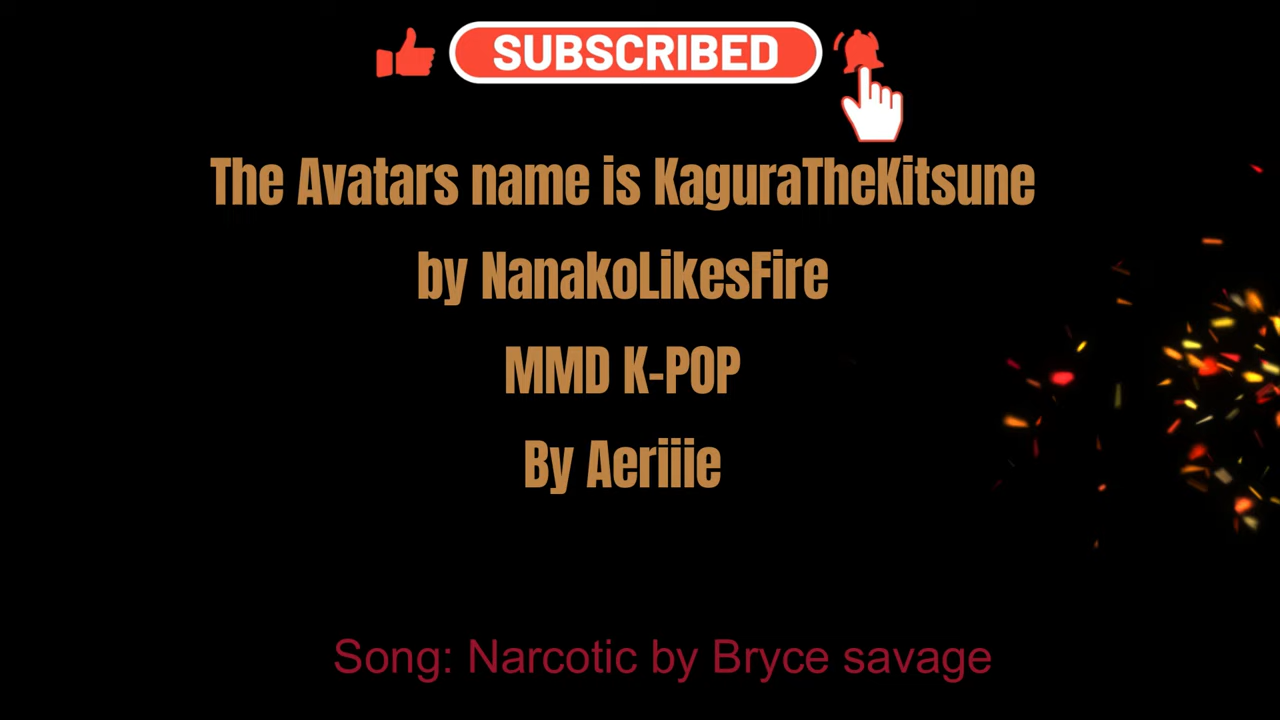 SUBSCRIBED
The Avatars name is KaguraTheKitsune
by NanakoLikesFire
MMD K-POP
By Aeriiie
Song: Narcotic by Bryce savage